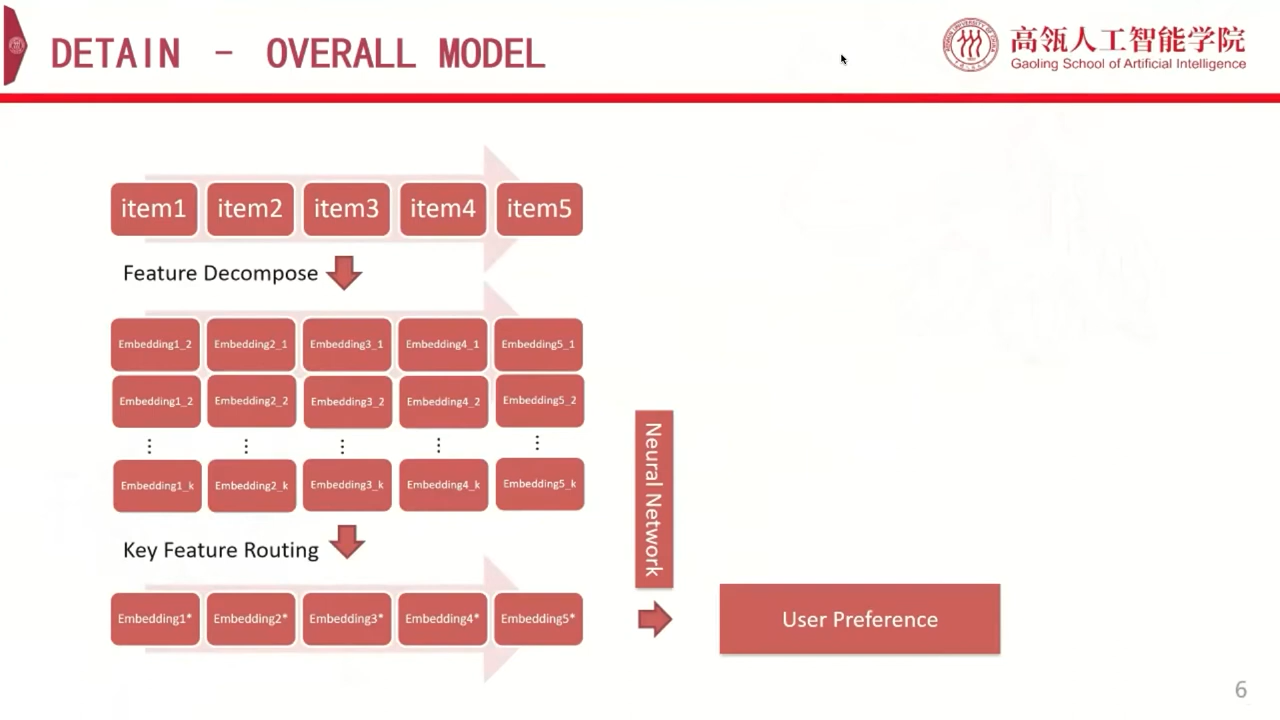 DETAIN - OVERALL MODEL
高瓴人工智能学院
Gaoling School of Artificial Intelligence
item1 item2 item3 item4 item5
Feature Decompose
Embedding1_2 Embedding2_1 Embedding3_1 Embedding4_1 Embedding5_1
Embedding1_2 Embedding2_2 Embedding3_2 Embedding4_2 Embedding5_2
⋮ ⋮ ⋮ ⋮ ⋮
Embedding1_k Embedding2_k Embedding3_k Embedding4_k Embedding5_k
Neural Network
Key Feature Routing
Embedding1* Embedding2* Embedding3* Embedding4* Embedding5*
User Preference
6